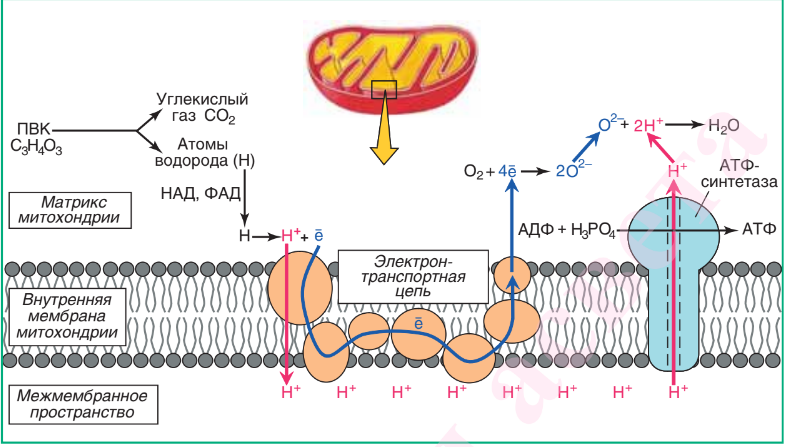 ПВК
C₃H₄O₃
Углекислый
газ CO₂
Атомы
водорода (H)
НАД, ФАД
H
H⁺ + ē
Матрикс
митохондрии
Электрон-
транспортная
цепь
O₂ + 4ē
2O²⁻
O²⁻ + 2H⁺
H₂O
H⁺
АТФ-
синтетаза
АДФ + H₃PO₄
АТФ
Внутренняя
мембрана
митохондрии
ē
Межмембранное
пространство
H⁺ H⁺ H⁺ H⁺ H⁺ H⁺ H⁺ H⁺